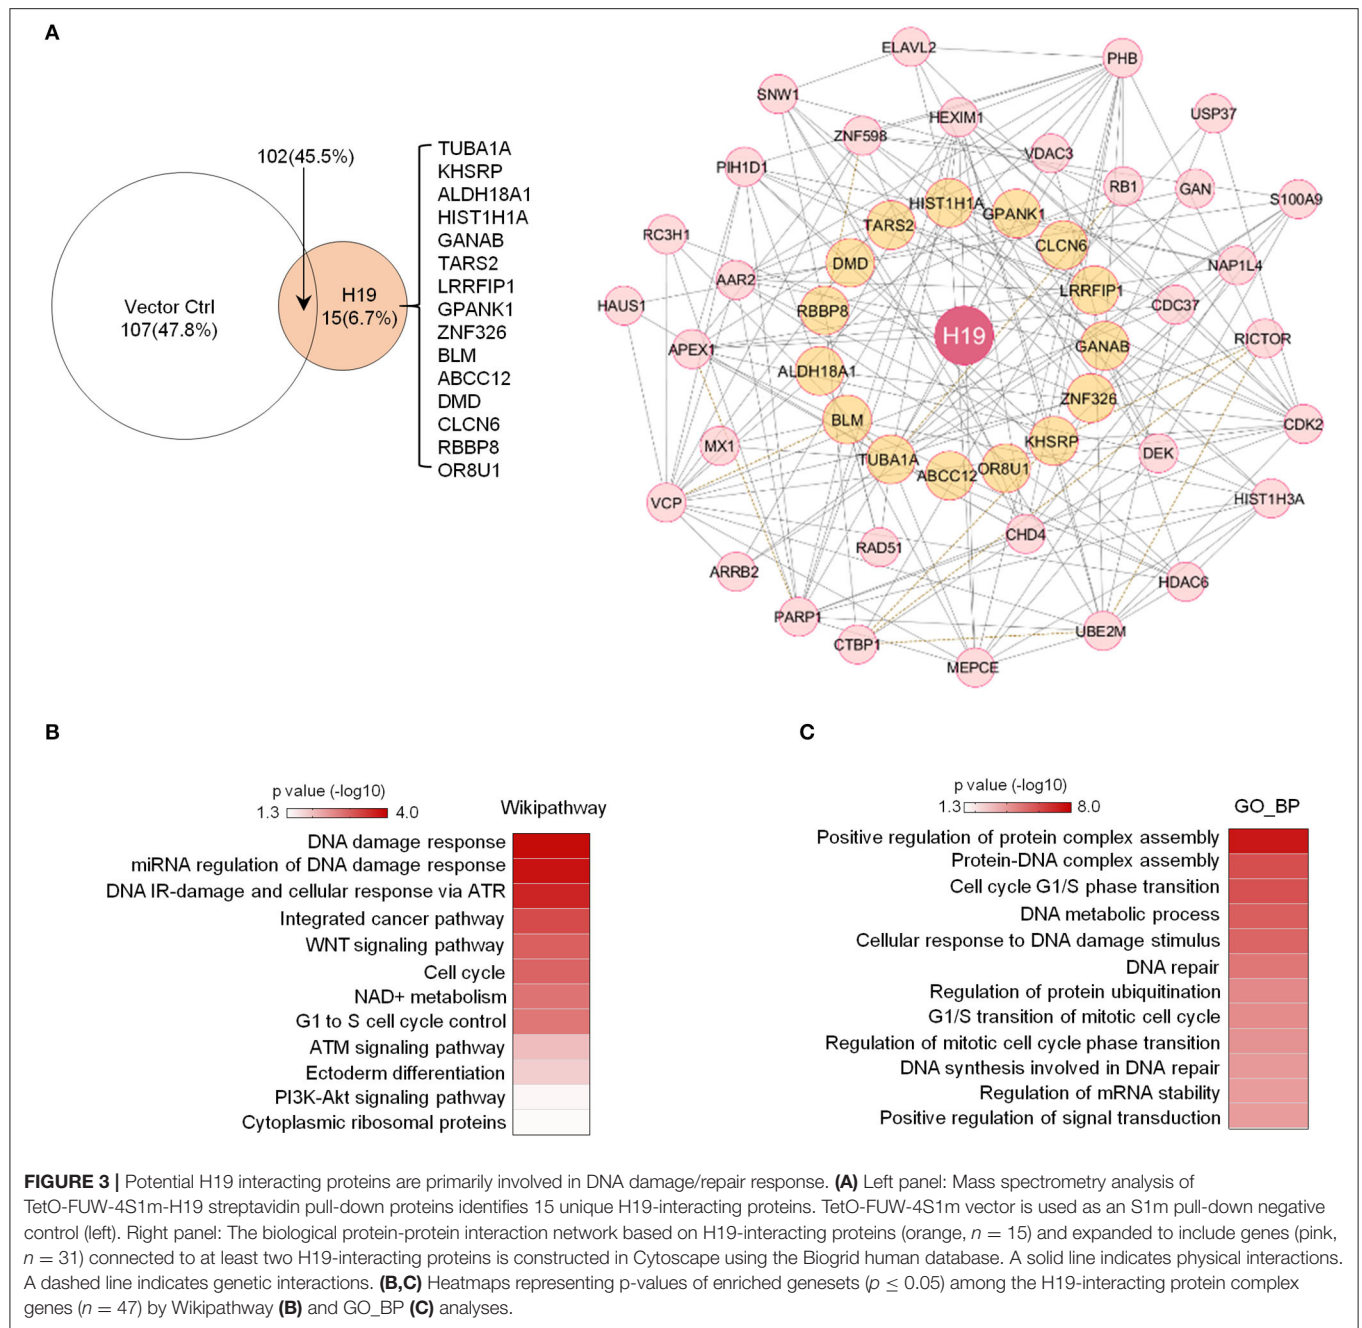 A
102(45.5%)
Vector Ctrl
107(47.8%)
H19
15(6.7%)
TUBA1A
KHSRP
ALDH18A1
HIST1H1A
GANAB
TARS2
LRRFIP1
GPANK1
ZNF326
BLM
ABCC12
DMD
CLCN6
RBBP8
OR8U1
ELAVL2
PHB
SNW1
USP37
HEXIM1
ZNF598
VDAC3
PIH1D1
RB1
GAN
S100A9
HIST1H1A
GPANK1
TARS2
RC3H1
CLCN6
DMD
NAP1L4
AAR2
LRRFIP1
HAUS1
CDC37
RBBP8
H19
RICTOR
APEX1
GANAB
ALDH18A1
ZNF326
BLM
CDK2
KHSRP
MX1
DEK
TUBA1A
OR8U1
ABCC12
VCP
HIST1H3A
CHD4
RAD51
ARRB2
HDAC6
PARP1
UBE2M
CTBP1
MEPCE
B
p value (-log10)
1.3 4.0
Wikipathway
DNA damage response
miRNA regulation of DNA damage response
DNA IR-damage and cellular response via ATR
Integrated cancer pathway
WNT signaling pathway
Cell cycle
NAD+ metabolism
G1 to S cell cycle control
ATM signaling pathway
Ectoderm differentiation
PI3K-Akt signaling pathway
Cytoplasmic ribosomal proteins
C
p value (-log10)
1.3 8.0
GO_BP
Positive regulation of protein complex assembly
Protein-DNA complex assembly
Cell cycle G1/S phase transition
DNA metabolic process
Cellular response to DNA damage stimulus
DNA repair
Regulation of protein ubiquitination
G1/S transition of mitotic cell cycle
Regulation of mitotic cell cycle phase transition
DNA synthesis involved in DNA repair
Regulation of mRNA stability
Positive regulation of signal transduction
FIGURE 3 | Potential H19 interacting proteins are primarily involved in DNA damage/repair response. (A) Left panel: Mass spectrometry analysis of
TetO-FUW-4S1m-H19 streptavidin pull-down proteins identifies 15 unique H19-interacting proteins. TetO-FUW-4S1m vector is used as an S1m pull-down negative
control (left). Right panel: The biological protein-protein interaction network based on H19-interacting proteins (orange, n = 15) and expanded to include genes (pink,
n = 31) connected to at least two H19-interacting proteins is constructed in Cytoscape using the Biogrid human database. A solid line indicates physical interactions.
A dashed line indicates genetic interactions. (B,C) Heatmaps representing p-values of enriched genesets (p ≤ 0.05) among the H19-interacting protein complex
genes (n = 47) by Wikipathway (B) and GO_BP (C) analyses.